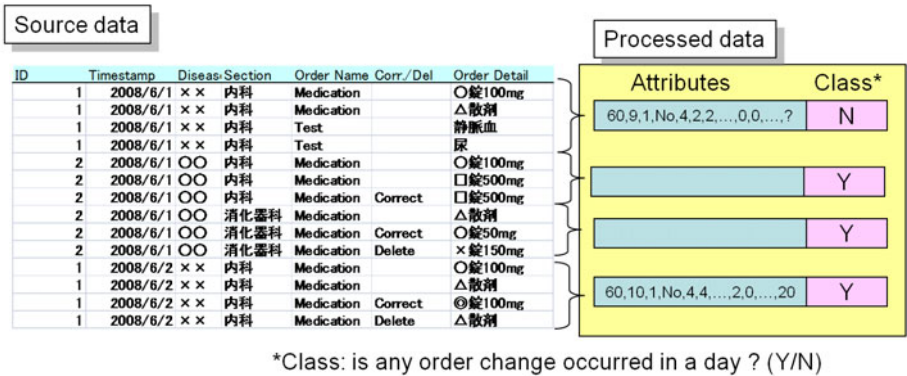 Source data
Processed data
ID Timestamp Diseas Section Order Name Corr./Del Order Detail
1 2008/6/1 ×× 内科 Medication 〇錠100mg
1 2008/6/1 ×× 内科 Medication △散剤
1 2008/6/1 ×× 内科 Test 静脈血
1 2008/6/1 ×× 内科 Test 尿
2 2008/6/1 〇〇 内科 Medication 〇錠100mg
2 2008/6/1 〇〇 内科 Medication □錠500mg
2 2008/6/1 〇〇 内科 Medication Correct □錠500mg
2 2008/6/1 〇〇 消化器科 Medication △散剤
2 2008/6/1 〇〇 消化器科 Medication Correct 〇錠50mg
2 2008/6/1 〇〇 消化器科 Medication Delete ×錠150mg
1 2008/6/2 ×× 内科 Medication 〇錠100mg
1 2008/6/2 ×× 内科 Medication △散剤
1 2008/6/2 ×× 内科 Medication Correct ◎錠100mg
1 2008/6/2 ×× 内科 Medication Delete △散剤
Attributes Class*
60,9,1,No,4,2,2,...,0,0,...,? N
Y
Y
60,10,1,No,4,4,...,2,0,...,20 Y
*Class: is any order change occurred in a day ? (Y/N)